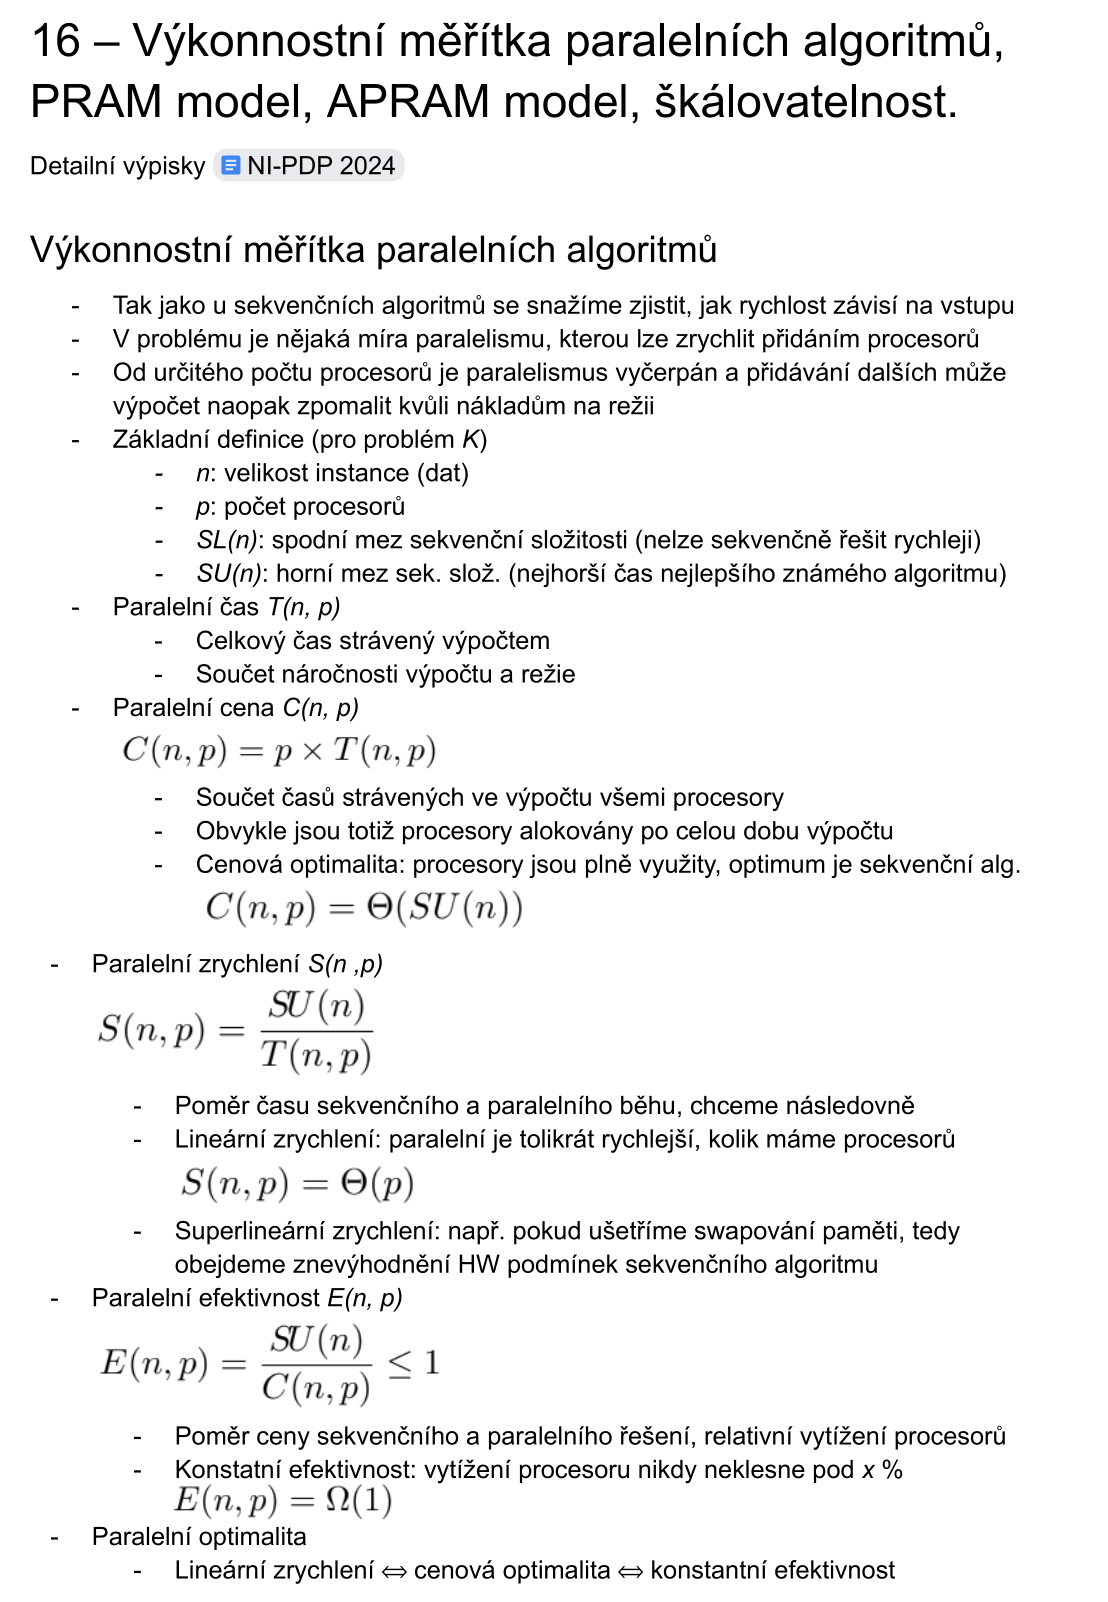 16 – Výkonnostní měřítka paralelních algoritmů,
PRAM model, APRAM model, škálovatelnost.
Detailní výpisky NI-PDP 2024
Výkonnostní měřítka paralelních algoritmů
- Tak jako u sekvenčních algoritmů se snažíme zjistit, jak rychlost závisí na vstupu
- V problému je nějaká míra paralelismu, kterou lze zrychlit přidáním procesorů
- Od určitého počtu procesorů je paralelismus vyčerpán a přidávání dalších může
výpočet naopak zpomalit kvůli nákladům na režii
- Základní definice (pro problém K)
- n: velikost instance (dat)
- p: počet procesorů
- SL(n): spodní mez sekvenční složitosti (nelze sekvenčně řešit rychleji)
- SU(n): horní mez sek. slož. (nejhorší čas nejlepšího známého algoritmu)
- Paralelní čas T(n, p)
- Celkový čas strávený výpočtem
- Součet náročnosti výpočtu a režie
- Paralelní cena C(n, p)
C(n, p) = p × T(n, p)
- Součet časů strávených ve výpočtu všemi procesory
- Obvykle jsou totiž procesory alokovány po celou dobu výpočtu
- Cenová optimalita: procesory jsou plně využity, optimum je sekvenční alg.
C(n, p) = Θ(SU(n))
- Paralelní zrychlení S(n ,p)
S(n, p) = SU(n) / T(n, p)
- Poměr času sekvenčního a paralelního běhu, chceme následovně
- Lineární zrychlení: paralelní je tolikrát rychlejší, kolik máme procesorů
S(n, p) = Θ(p)
- Superlineární zrychlení: např. pokud ušetříme swapování paměti, tedy
obejdeme znevýhodnění HW podmínek sekvenčního algoritmu
- Paralelní efektivnost E(n, p)
E(n, p) = SU(n) / C(n, p) ≤ 1
- Poměr ceny sekvenčního a paralelního řešení, relativní vytížení procesorů
- Konstatní efektivnost: vytížení procesoru nikdy neklesne pod x %
E(n, p) = Ω(1)
- Paralelní optimalita
- Lineární zrychlení ⇔ cenová optimalita ⇔ konstantní efektivnost